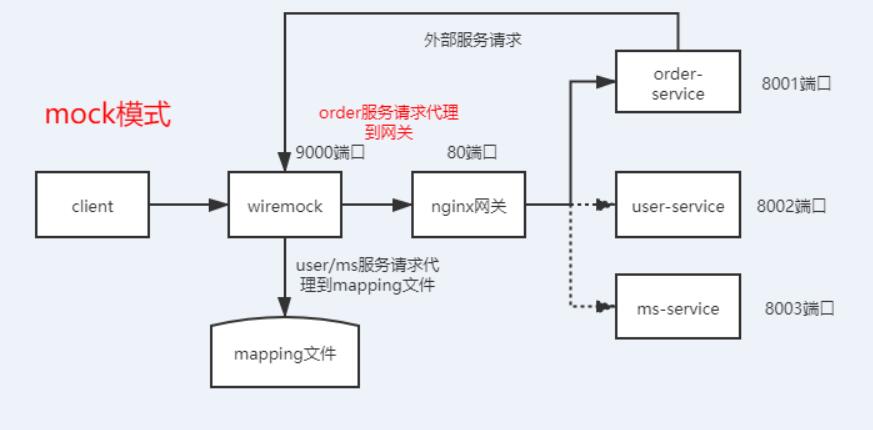 外部服务请求
order-
service
8001端口
mock模式
order服务请求代理
到网关
9000端口
80端口
client
wiremock
nginx网关
user-service
8002端口
user/ms服务请求代
理到mapping文件
ms-service
8003端口
mapping文件